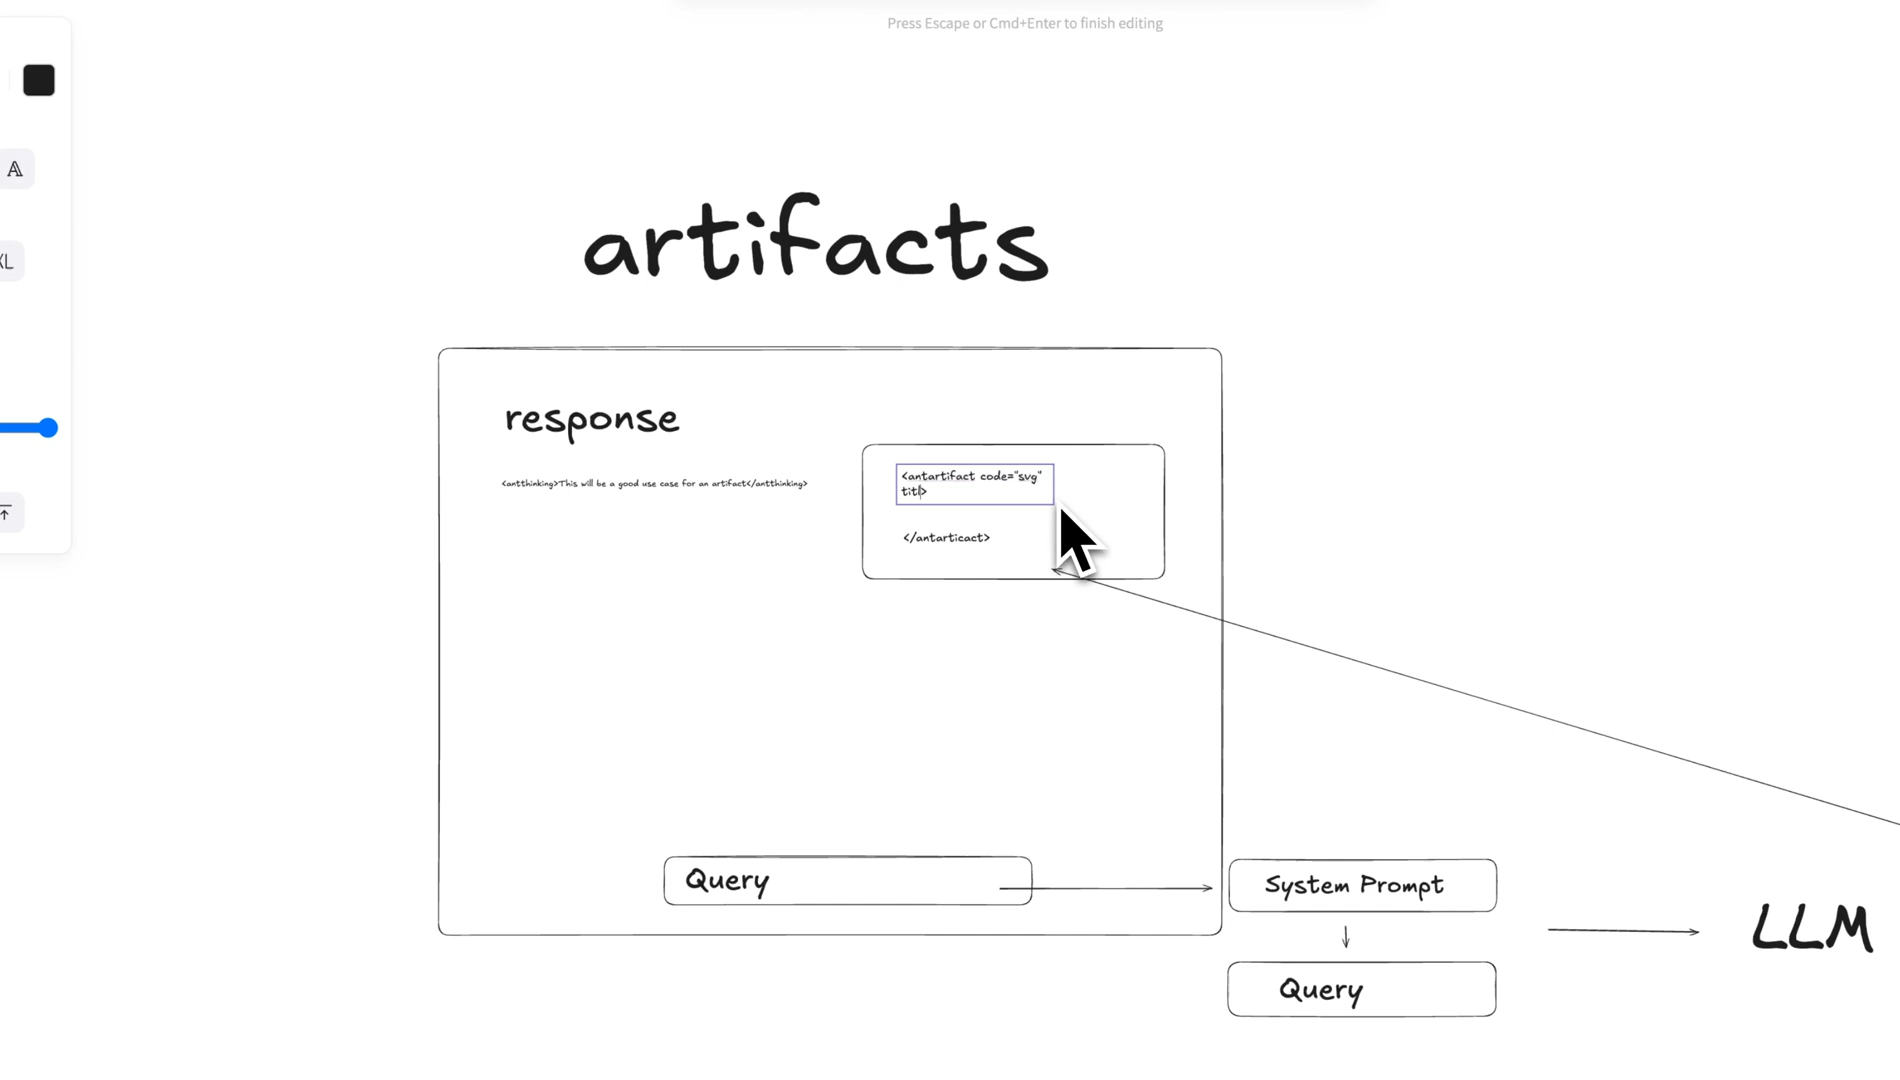 Press Escape or Cmd+Enter to finish editing
A
XL
artifacts
response
<antthinking>This will be a good use case for an artifact</antthinking>
<antartifact code="svg"
titl>
</antarticact>
Query
System Prompt
LLM
Query